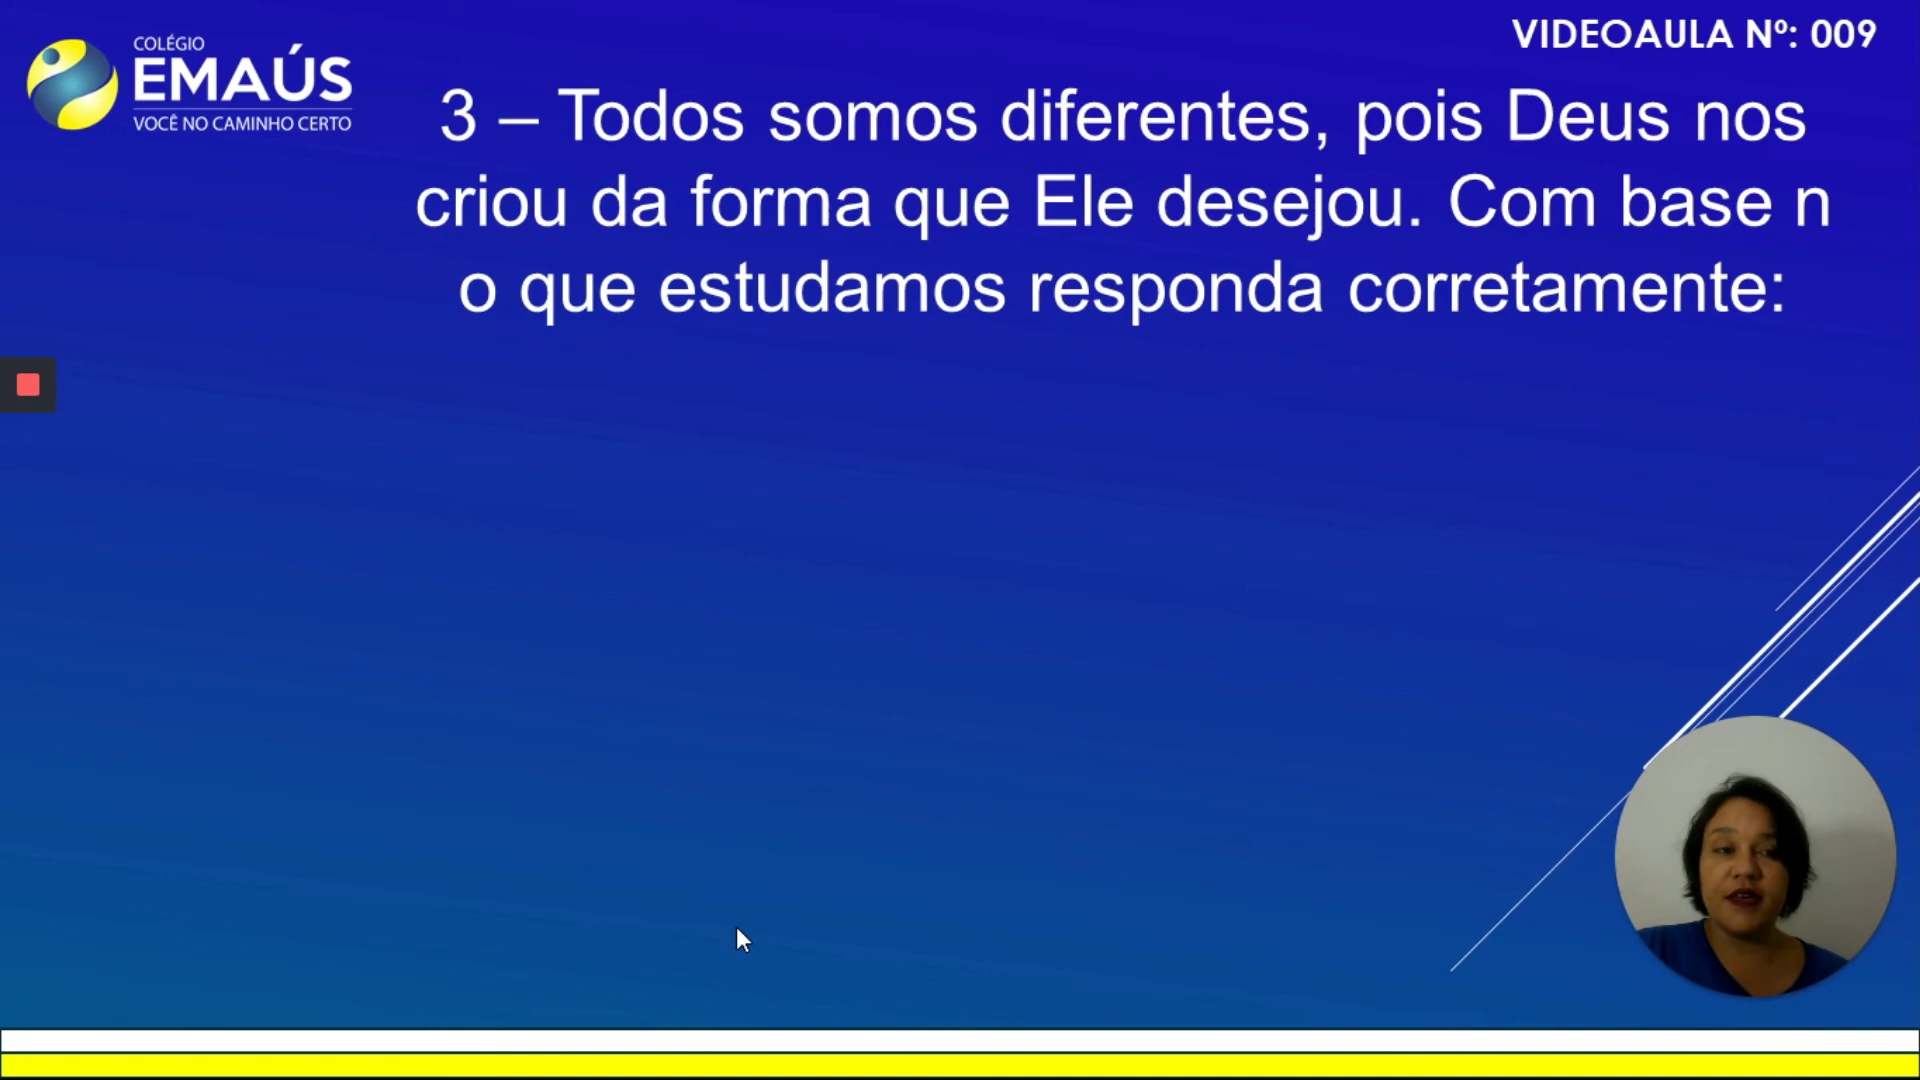 VIDEOAULA Nº: 009
COLÉGIO
EMAÚS
VOCÊ NO CAMINHO CERTO
3 – Todos somos diferentes, pois Deus nos
criou da forma que Ele desejou. Com base n
o que estudamos responda corretamente: